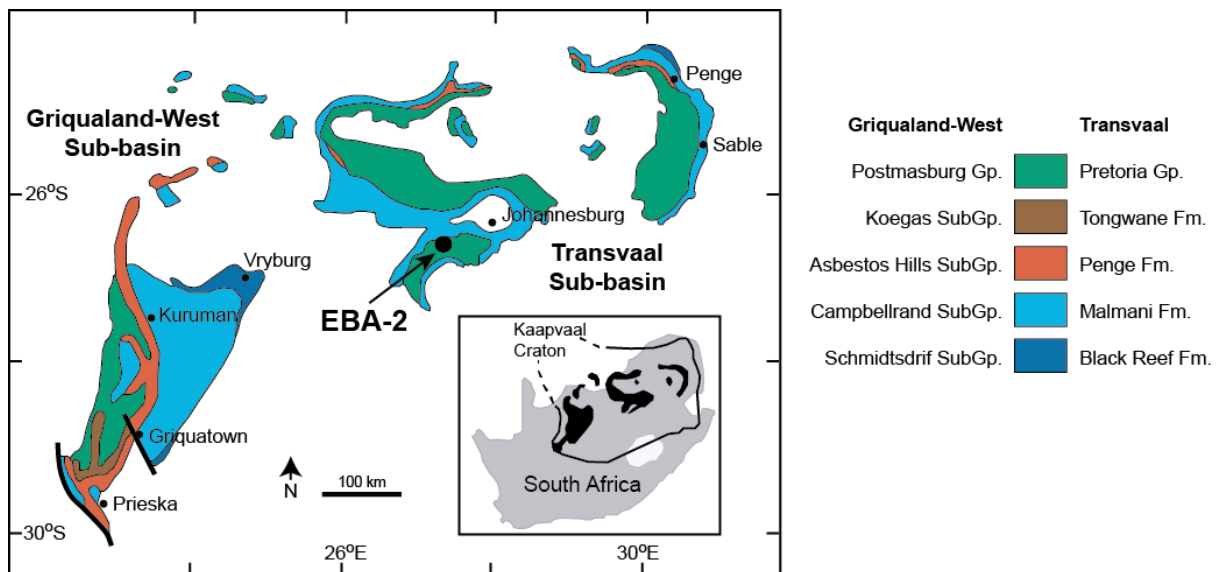 Griqualand-West
Sub-basin
Penge
Sable
26°S
Johannesburg
Transvaal
Sub-basin
Vryburg
EBA-2
Kuruman
Griquatown
Prieska
30°S
N
100 km
26°E
30°E
Kaapvaal
Craton
South Africa
Griqualand-West Transvaal
Postmasburg Gp. Pretoria Gp.
Koegas SubGp. Tongwane Fm.
Asbestos Hills SubGp. Penge Fm.
Campbellrand SubGp. Malmani Fm.
Schmidtsdrif SubGp. Black Reef Fm.